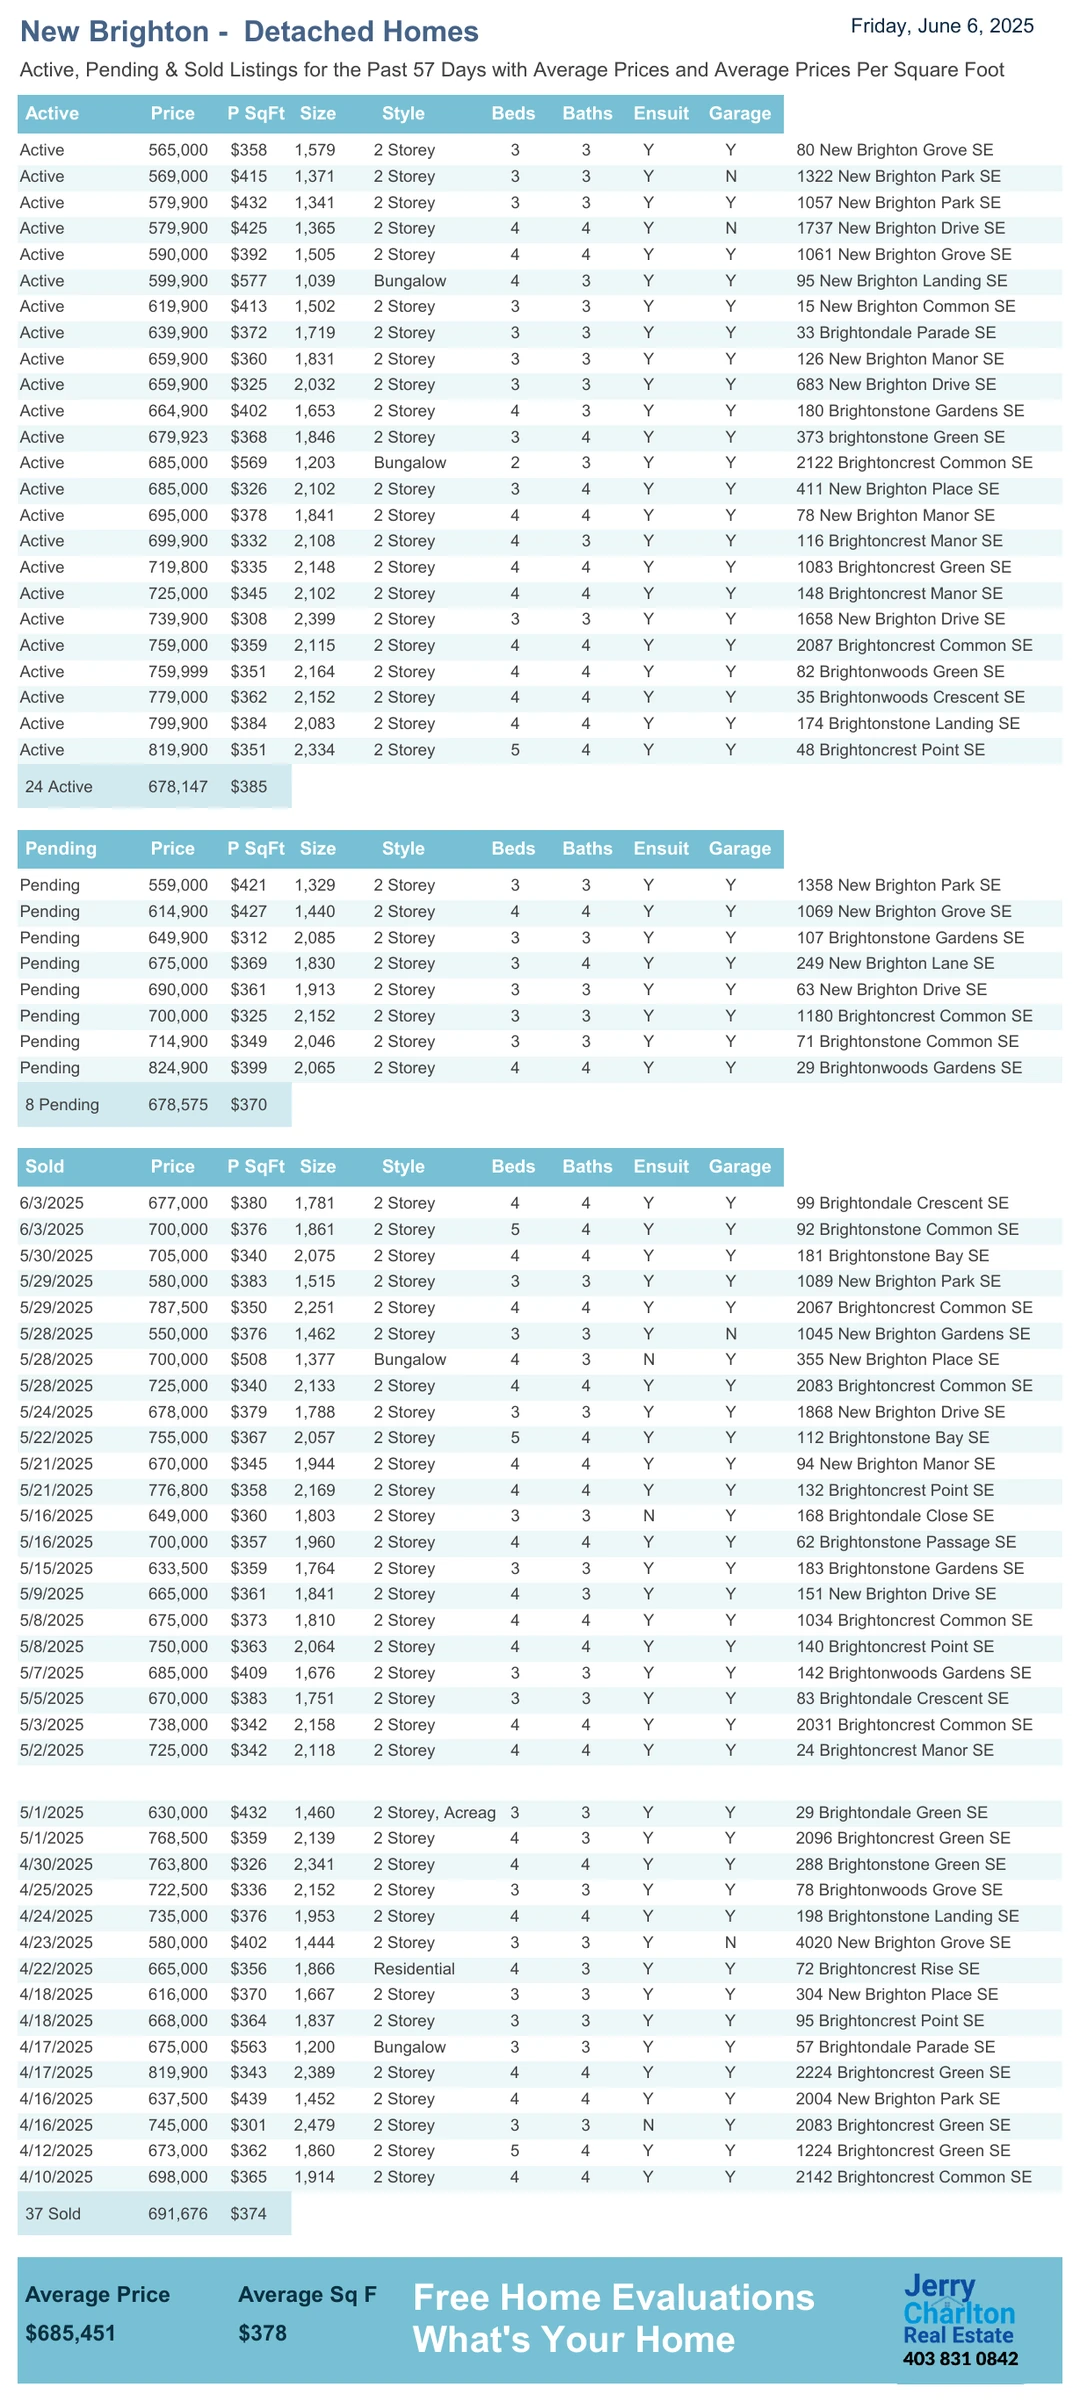 New Brighton - Detached Homes Friday, June 6, 2025
Active, Pending & Sold Listings for the Past 57 Days with Average Prices and Average Prices Per Square Foot
Active Price P SqFt Size Style Beds Baths Ensuit Garage
Active 565,000 $358 1,579 2 Storey 3 3 Y Y 80 New Brighton Grove SE
Active 569,000 $415 1,371 2 Storey 3 3 Y N 1322 New Brighton Park SE
Active 579,900 $432 1,341 2 Storey 3 3 Y Y 1057 New Brighton Park SE
Active 579,900 $425 1,365 2 Storey 4 4 Y N 1737 New Brighton Drive SE
Active 590,000 $392 1,505 2 Storey 4 4 Y Y 1061 New Brighton Grove SE
Active 599,900 $577 1,039 Bungalow 4 3 Y Y 95 New Brighton Landing SE
Active 619,900 $413 1,502 2 Storey 3 3 Y Y 15 New Brighton Common SE
Active 639,900 $372 1,719 2 Storey 3 3 Y Y 33 Brightondale Parade SE
Active 659,900 $360 1,831 2 Storey 3 3 Y Y 126 New Brighton Manor SE
Active 659,900 $325 2,032 2 Storey 3 3 Y Y 683 New Brighton Drive SE
Active 664,900 $402 1,653 2 Storey 4 3 Y Y 180 Brightonstone Gardens SE
Active 679,923 $368 1,846 2 Storey 3 4 Y Y 373 brightonstone Green SE
Active 685,000 $569 1,203 Bungalow 2 3 Y Y 2122 Brightoncrest Common SE
Active 685,000 $326 2,102 2 Storey 3 4 Y Y 411 New Brighton Place SE
Active 695,000 $378 1,841 2 Storey 4 4 Y Y 78 New Brighton Manor SE
Active 699,900 $332 2,108 2 Storey 4 3 Y Y 116 Brightoncrest Manor SE
Active 719,800 $335 2,148 2 Storey 4 4 Y Y 1083 Brightoncrest Green SE
Active 725,000 $345 2,102 2 Storey 4 4 Y Y 148 Brightoncrest Manor SE
Active 739,900 $308 2,399 2 Storey 3 3 Y Y 1658 New Brighton Drive SE
Active 759,000 $359 2,115 2 Storey 4 4 Y Y 2087 Brightoncrest Common SE
Active 759,999 $351 2,164 2 Storey 4 4 Y Y 82 Brightonwoods Green SE
Active 779,000 $362 2,152 2 Storey 4 4 Y Y 35 Brightonwoods Crescent SE
Active 799,900 $384 2,083 2 Storey 4 4 Y Y 174 Brightonstone Landing SE
Active 819,900 $351 2,334 2 Storey 5 4 Y Y 48 Brightoncrest Point SE
24 Active 678,147 $385
Pending Price P SqFt Size Style Beds Baths Ensuit Garage
Pending 559,000 $421 1,329 2 Storey 3 3 Y Y 1358 New Brighton Park SE
Pending 614,900 $427 1,440 2 Storey 4 4 Y Y 1069 New Brighton Grove SE
Pending 649,900 $312 2,085 2 Storey 3 3 Y Y 107 Brightonstone Gardens SE
Pending 675,000 $369 1,830 2 Storey 3 4 Y Y 249 New Brighton Lane SE
Pending 690,000 $361 1,913 2 Storey 3 3 Y Y 63 New Brighton Drive SE
Pending 700,000 $325 2,152 2 Storey 3 3 Y Y 1180 Brightoncrest Common SE
Pending 714,900 $349 2,046 2 Storey 3 3 Y Y 71 Brightonstone Common SE
Pending 824,900 $399 2,065 2 Storey 4 4 Y Y 29 Brightonwoods Gardens SE
8 Pending 678,575 $370
Sold Price P SqFt Size Style Beds Baths Ensuit Garage
6/3/2025 677,000 $380 1,781 2 Storey 4 4 Y Y 99 Brightondale Crescent SE
6/3/2025 700,000 $376 1,861 2 Storey 5 4 Y Y 92 Brightonstone Common SE
5/30/2025 705,000 $340 2,075 2 Storey 4 4 Y Y 181 Brightonstone Bay SE
5/29/2025 580,000 $383 1,515 2 Storey 3 3 Y Y 1089 New Brighton Park SE
5/29/2025 787,500 $350 2,251 2 Storey 4 4 Y Y 2067 Brightoncrest Common SE
5/28/2025 550,000 $376 1,462 2 Storey 3 3 Y N 1045 New Brighton Gardens SE
5/28/2025 700,000 $508 1,377 Bungalow 4 3 N Y 355 New Brighton Place SE
5/28/2025 725,000 $340 2,133 2 Storey 4 4 Y Y 2083 Brightoncrest Common SE
5/24/2025 678,000 $379 1,788 2 Storey 3 3 Y Y 1868 New Brighton Drive SE
5/22/2025 755,000 $367 2,057 2 Storey 5 4 Y Y 112 Brightonstone Bay SE
5/21/2025 670,000 $345 1,944 2 Storey 4 4 Y Y 94 New Brighton Manor SE
5/21/2025 776,800 $358 2,169 2 Storey 4 4 Y Y 132 Brightoncrest Point SE
5/16/2025 649,000 $360 1,803 2 Storey 3 3 N Y 168 Brightondale Close SE
5/16/2025 700,000 $357 1,960 2 Storey 4 4 Y Y 62 Brightonstone Passage SE
5/15/2025 633,500 $359 1,764 2 Storey 3 3 Y Y 183 Brightonstone Gardens SE
5/9/2025 665,000 $361 1,841 2 Storey 4 3 Y Y 151 New Brighton Drive SE
5/8/2025 675,000 $373 1,810 2 Storey 4 4 Y Y 1034 Brightoncrest Common SE
5/8/2025 750,000 $363 2,064 2 Storey 4 4 Y Y 140 Brightoncrest Point SE
5/7/2025 685,000 $409 1,676 2 Storey 3 3 Y Y 142 Brightonwoods Gardens SE
5/5/2025 670,000 $383 1,751 2 Storey 3 3 Y Y 83 Brightondale Crescent SE
5/3/2025 738,000 $342 2,158 2 Storey 4 4 Y Y 2031 Brightoncrest Common SE
5/2/2025 725,000 $342 2,118 2 Storey 4 4 Y Y 24 Brightoncrest Manor SE
5/1/2025 630,000 $432 1,460 2 Storey, Acreag 3 3 Y Y 29 Brightondale Green SE
5/1/2025 768,500 $359 2,139 2 Storey 4 3 Y Y 2096 Brightoncrest Green SE
4/30/2025 763,800 $326 2,341 2 Storey 4 4 Y Y 288 Brightonstone Green SE
4/25/2025 722,500 $336 2,152 2 Storey 3 3 Y Y 78 Brightonwoods Grove SE
4/24/2025 735,000 $376 1,953 2 Storey 4 4 Y Y 198 Brightonstone Landing SE
4/23/2025 580,000 $402 1,444 2 Storey 3 3 Y N 4020 New Brighton Grove SE
4/22/2025 665,000 $356 1,866 Residential 4 3 Y Y 72 Brightoncrest Rise SE
4/18/2025 616,000 $370 1,667 2 Storey 3 3 Y Y 304 New Brighton Place SE
4/18/2025 668,000 $364 1,837 2 Storey 3 3 Y Y 95 Brightoncrest Point SE
4/17/2025 675,000 $563 1,200 Bungalow 3 3 Y Y 57 Brightondale Parade SE
4/17/2025 819,900 $343 2,389 2 Storey 4 4 Y Y 2224 Brightoncrest Green SE
4/16/2025 637,500 $439 1,452 2 Storey 4 4 Y Y 2004 New Brighton Park SE
4/16/2025 745,000 $301 2,479 2 Storey 3 3 N Y 2083 Brightoncrest Green SE
4/12/2025 673,000 $362 1,860 2 Storey 5 4 Y Y 1224 Brightoncrest Green SE
4/10/2025 698,000 $365 1,914 2 Storey 4 4 Y Y 2142 Brightoncrest Common SE
37 Sold 691,676 $374
Average Price Average Sq F
$685,451 $378
Free Home Evaluations
What's Your Home
Jerry
Charlton
Real Estate
403 831 0842